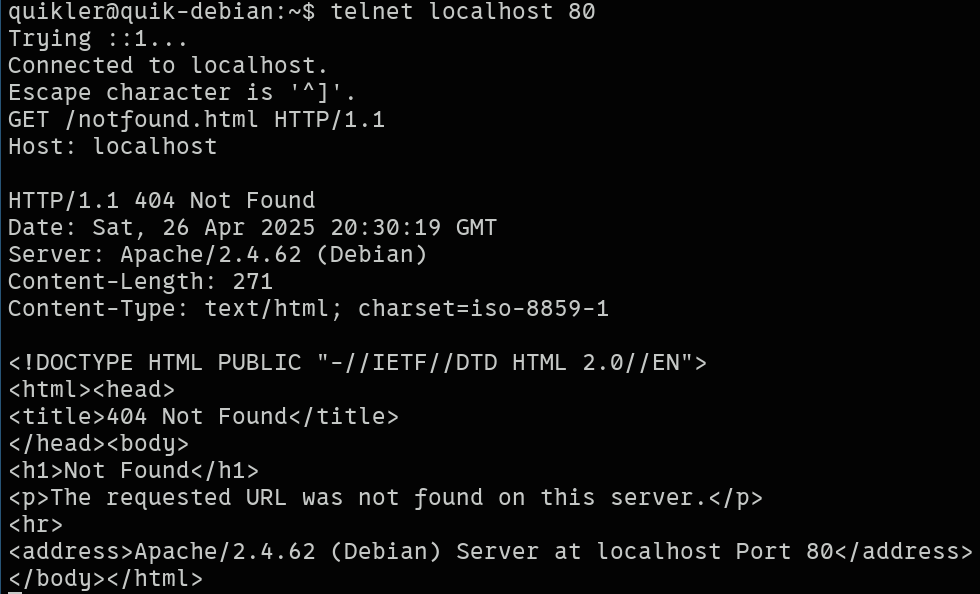 quikler@quik-debian:~$ telnet localhost 80
Trying ::1...
Connected to localhost.
Escape character is '^]'.
GET /notfound.html HTTP/1.1
Host: localhost

HTTP/1.1 404 Not Found
Date: Sat, 26 Apr 2025 20:30:19 GMT
Server: Apache/2.4.62 (Debian)
Content-Length: 271
Content-Type: text/html; charset=iso-8859-1

<!DOCTYPE HTML PUBLIC "-//IETF//DTD HTML 2.0//EN">
<html><head>
<title>404 Not Found</title>
</head><body>
<h1>Not Found</h1>
<p>The requested URL was not found on this server.</p>
<hr>
<address>Apache/2.4.62 (Debian) Server at localhost Port 80</address>
</body></html>